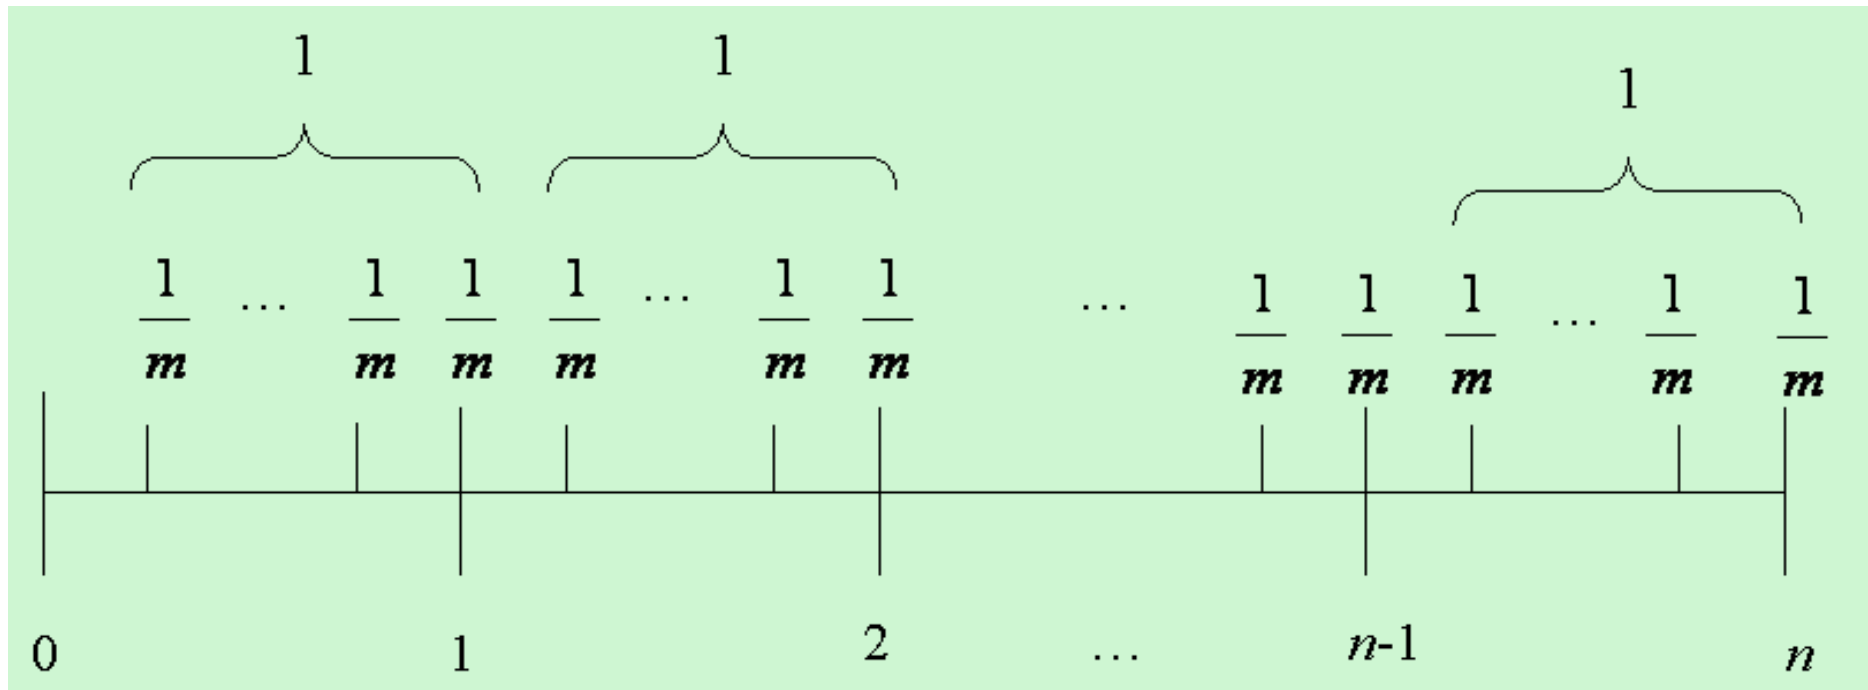 1 1 1
1/m … 1/m 1/m 1/m … 1/m 1/m … 1/m 1/m 1/m … 1/m 1/m
0 1 2 … n-1 n